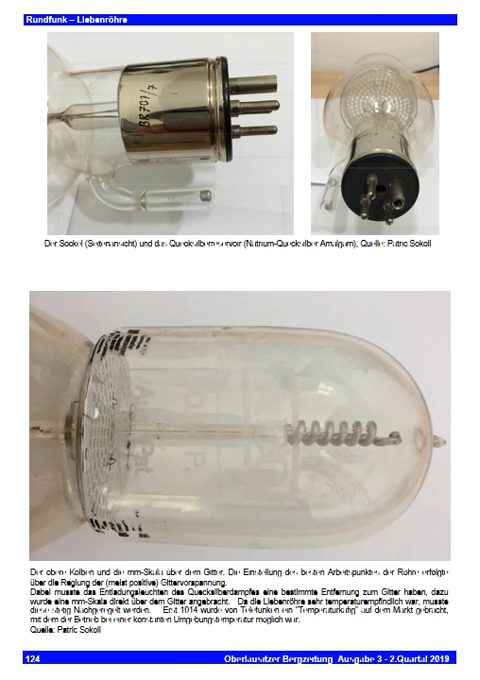 Rundfunk – Liebenröhre
BR701/7
Der Sockel (Seitenansicht) und das Quecksilberreservoir (Natrium-Quecksilber Amalgam), Quelle: Patric Sokoll
Der obere Kolben und die mm-Skala über dem Gitter. Die Einstellung des besten Arbeitspunktes der Röhre erfolgte
über die Reglung der (meist positive) Gittervorspannung.
Dabei musste das Entladungsleuchten des Quecksilberdampfes eine bestimmte Entfernung zum Gitter haben, dazu
wurde eine mm-Skala direkt über dem Gitter angebracht. Da die Liebenröhre sehr temperaturempfindlich war, musste
diese ständig Nachgeregelt werden. Erst 1914 wurde von Telefunken ein "Temperaturking" auf dem Markt gebracht,
mit dem der Betrieb bei einer konstanten Umgebungstemperatur möglich war.
Quelle: Patric Sokoll
124 Oberlausitzer Bergzeitung Ausgabe 3 - 2.Quartal 2019